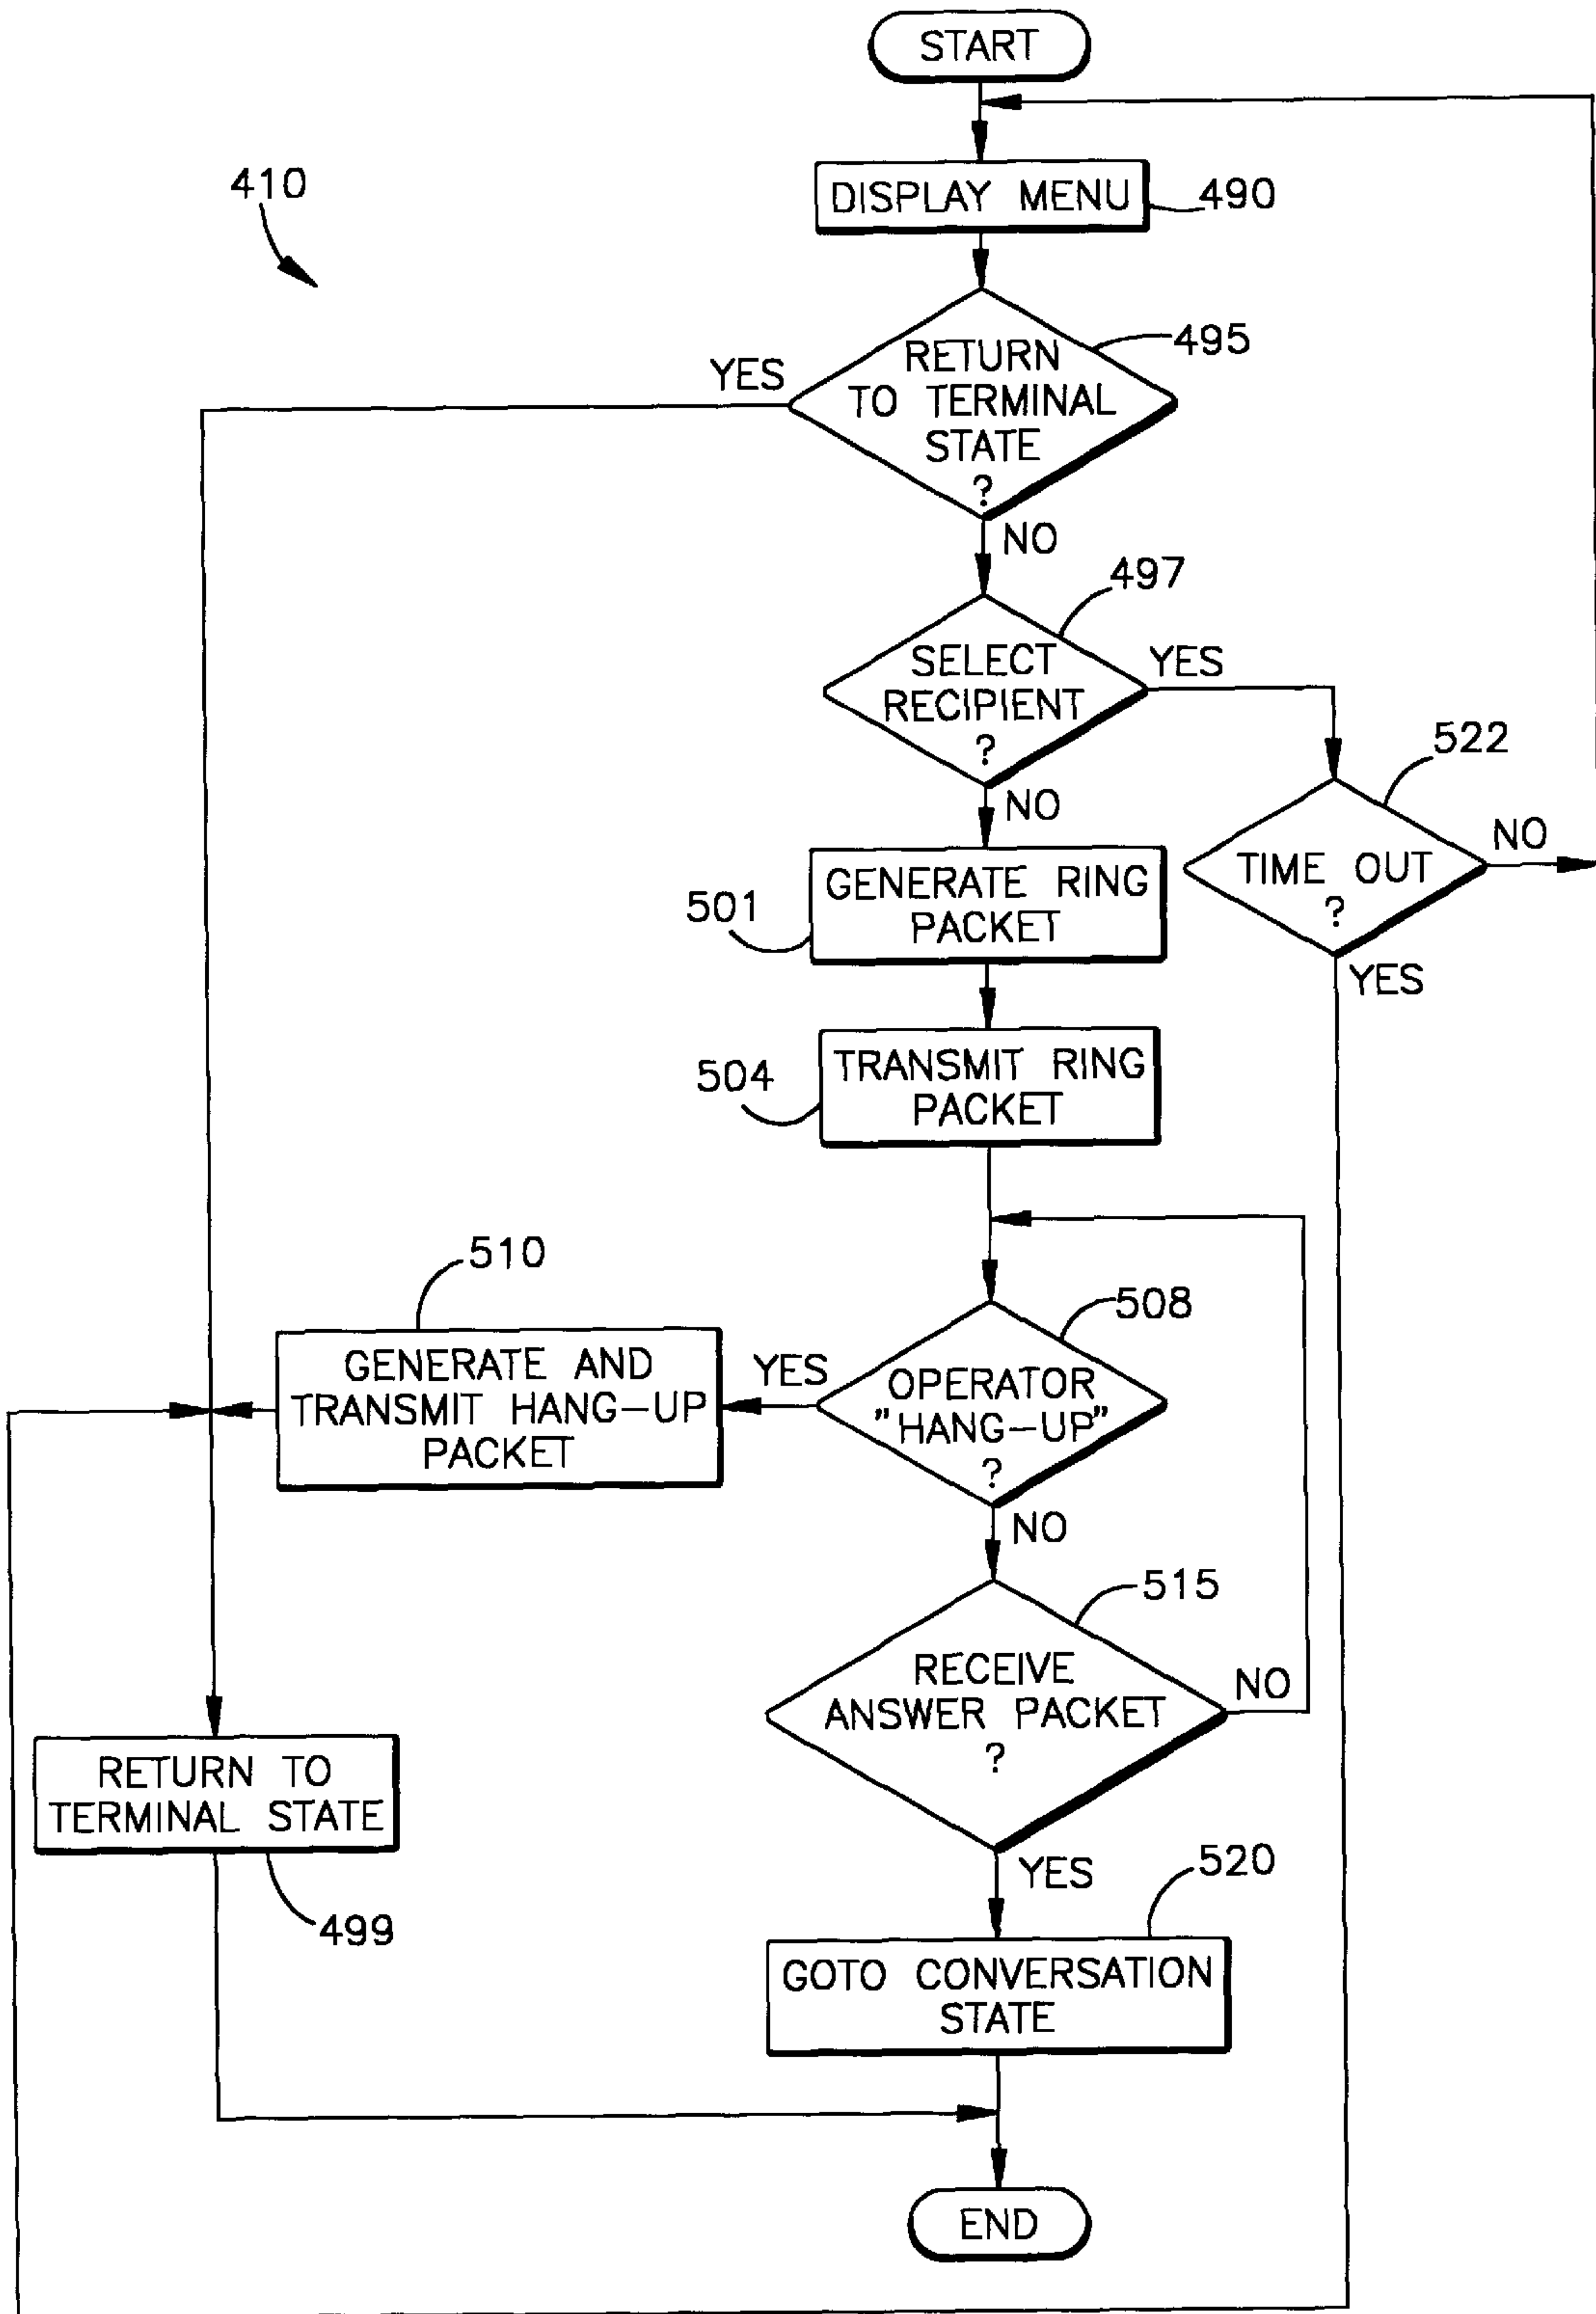 START
410
DISPLAY MENU
490
RETURN
TO TERMINAL
STATE
?
495
YES
NO
497
SELECT
RECIPIENT
?
YES
NO
522
TIME OUT
?
NO
YES
GENERATE RING
PACKET
501
TRANSMIT RING
PACKET
504
510
GENERATE AND
TRANSMIT HANG-UP
PACKET
YES
508
OPERATOR
"HANG-UP"
?
NO
515
RECEIVE
ANSWER PACKET
?
NO
YES
RETURN TO
TERMINAL STATE
499
520
GOTO CONVERSATION
STATE
END